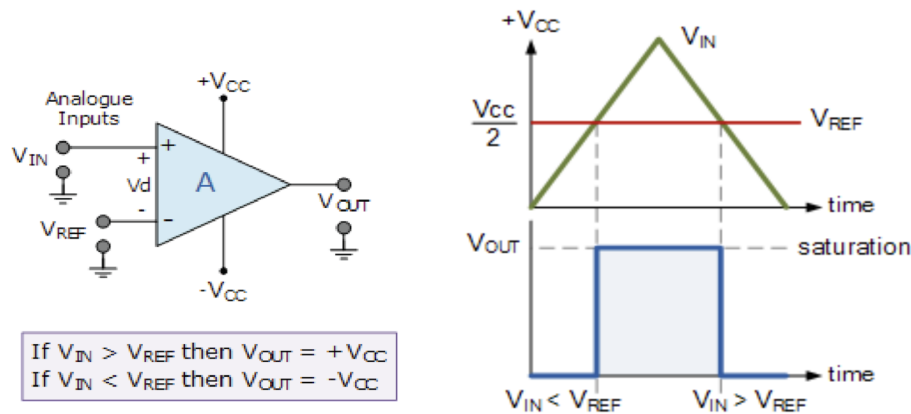 Analogue
Inputs
+VCC
VIN
+
+
Vd
A
-
−
VREF
VOUT
-VCC
If VIN > VREF then VOUT = +VCC
If VIN < VREF then VOUT = -VCC
+VCC
VIN
Vcc
2
VREF
time
VOUT
saturation
time
VIN < VREF
VIN > VREF